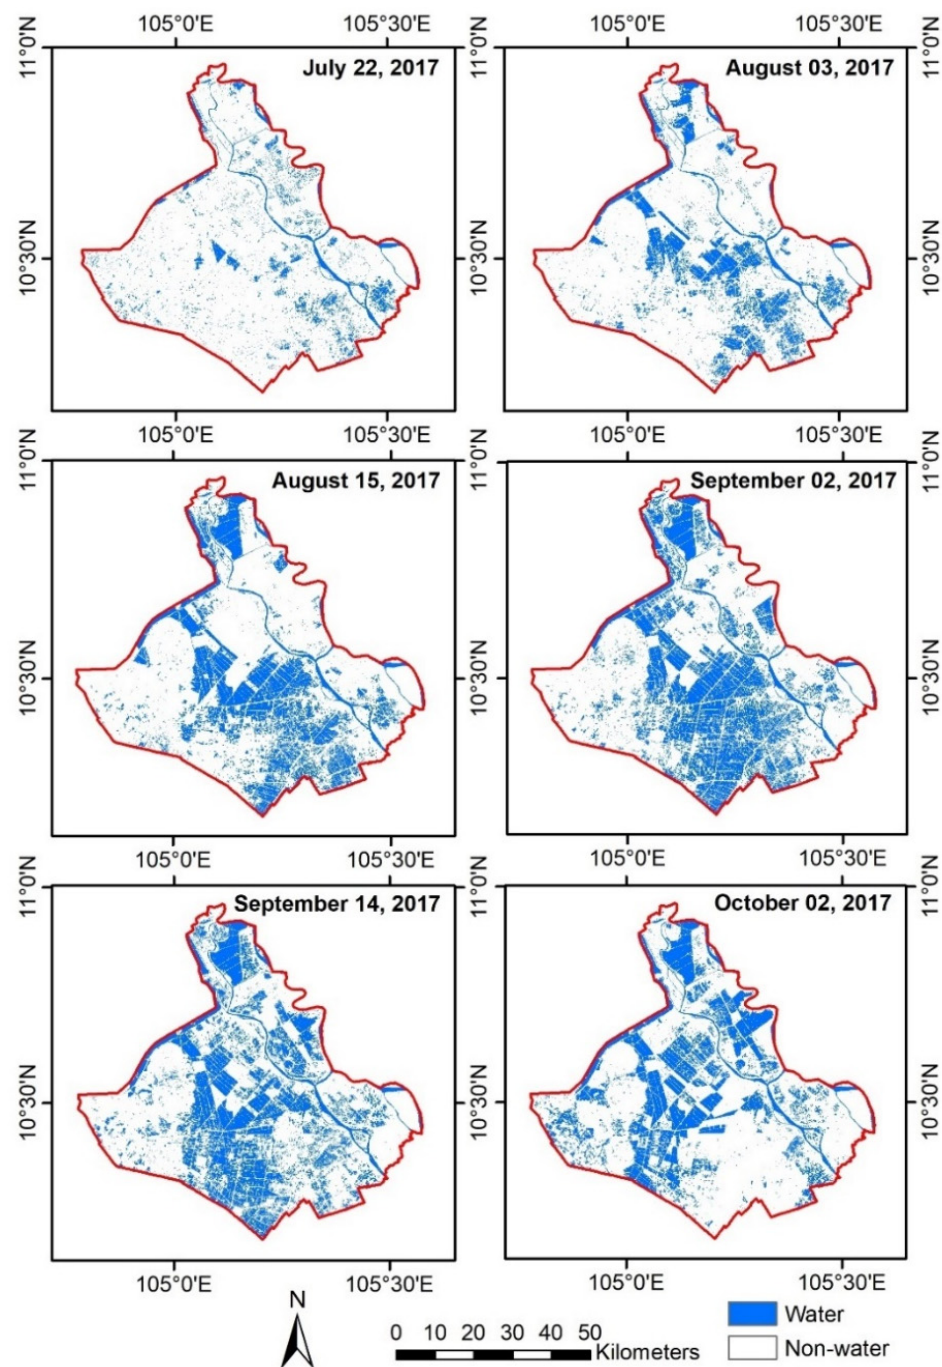 105°0'E 105°30'E 105°0'E 105°30'E
11°0'N July 22, 2017 August 03, 2017 11°0'N
10°30'N 10°30'N
105°0'E 105°30'E 105°0'E 105°30'E
11°0'N August 15, 2017 September 02, 2017 11°0'N
10°30'N 10°30'N
105°0'E 105°30'E 105°0'E 105°30'E
11°0'N September 14, 2017 October 02, 2017 11°0'N
10°30'N 10°30'N
105°0'E 105°30'E 105°0'E 105°30'E
N
0 10 20 30 40 50
Kilometers
Water
Non-water